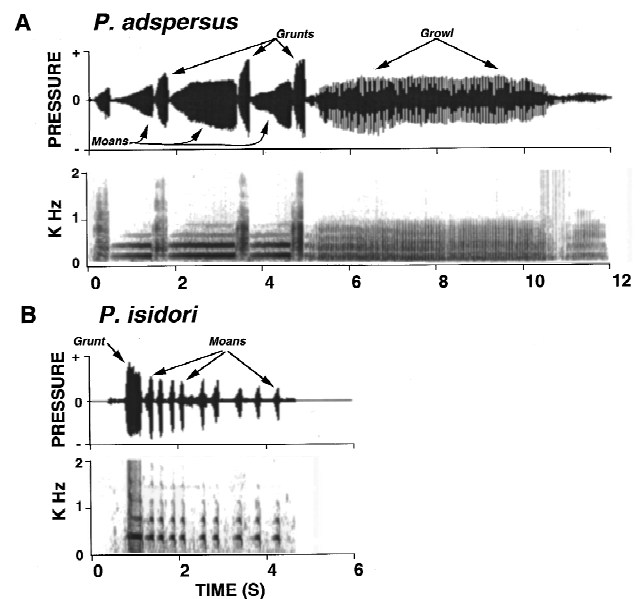 A P. adspersus
Grunts
Growl
+
0
-
PRESSURE
Moans
2
1
0
K Hz
0 2 4 6 8 10 12
B P. isidori
Grunt
Moans
+
0
-
PRESSURE
2
1
0
K Hz
0 2 4 6
TIME (S)